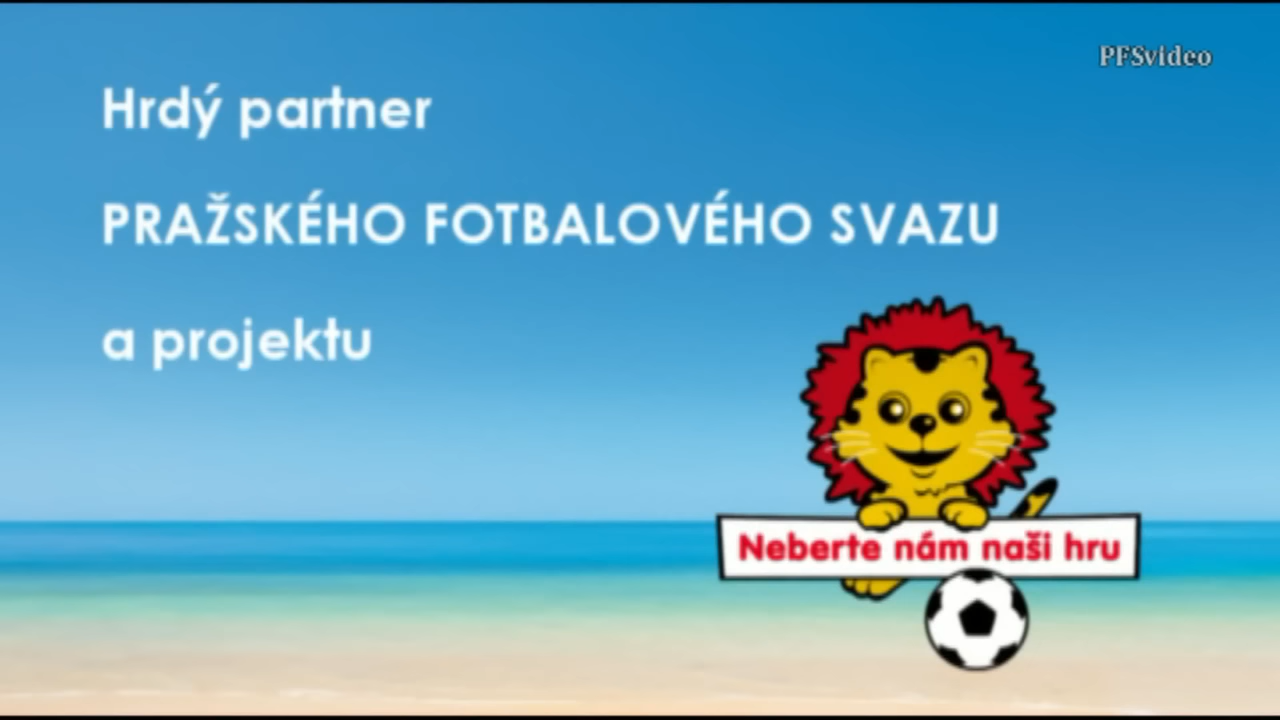 PFSvideo
Hrdý partner
PRAŽSKÉHO FOTBALOVÉHO SVAZU
a projektu
Neberte nám naši hru